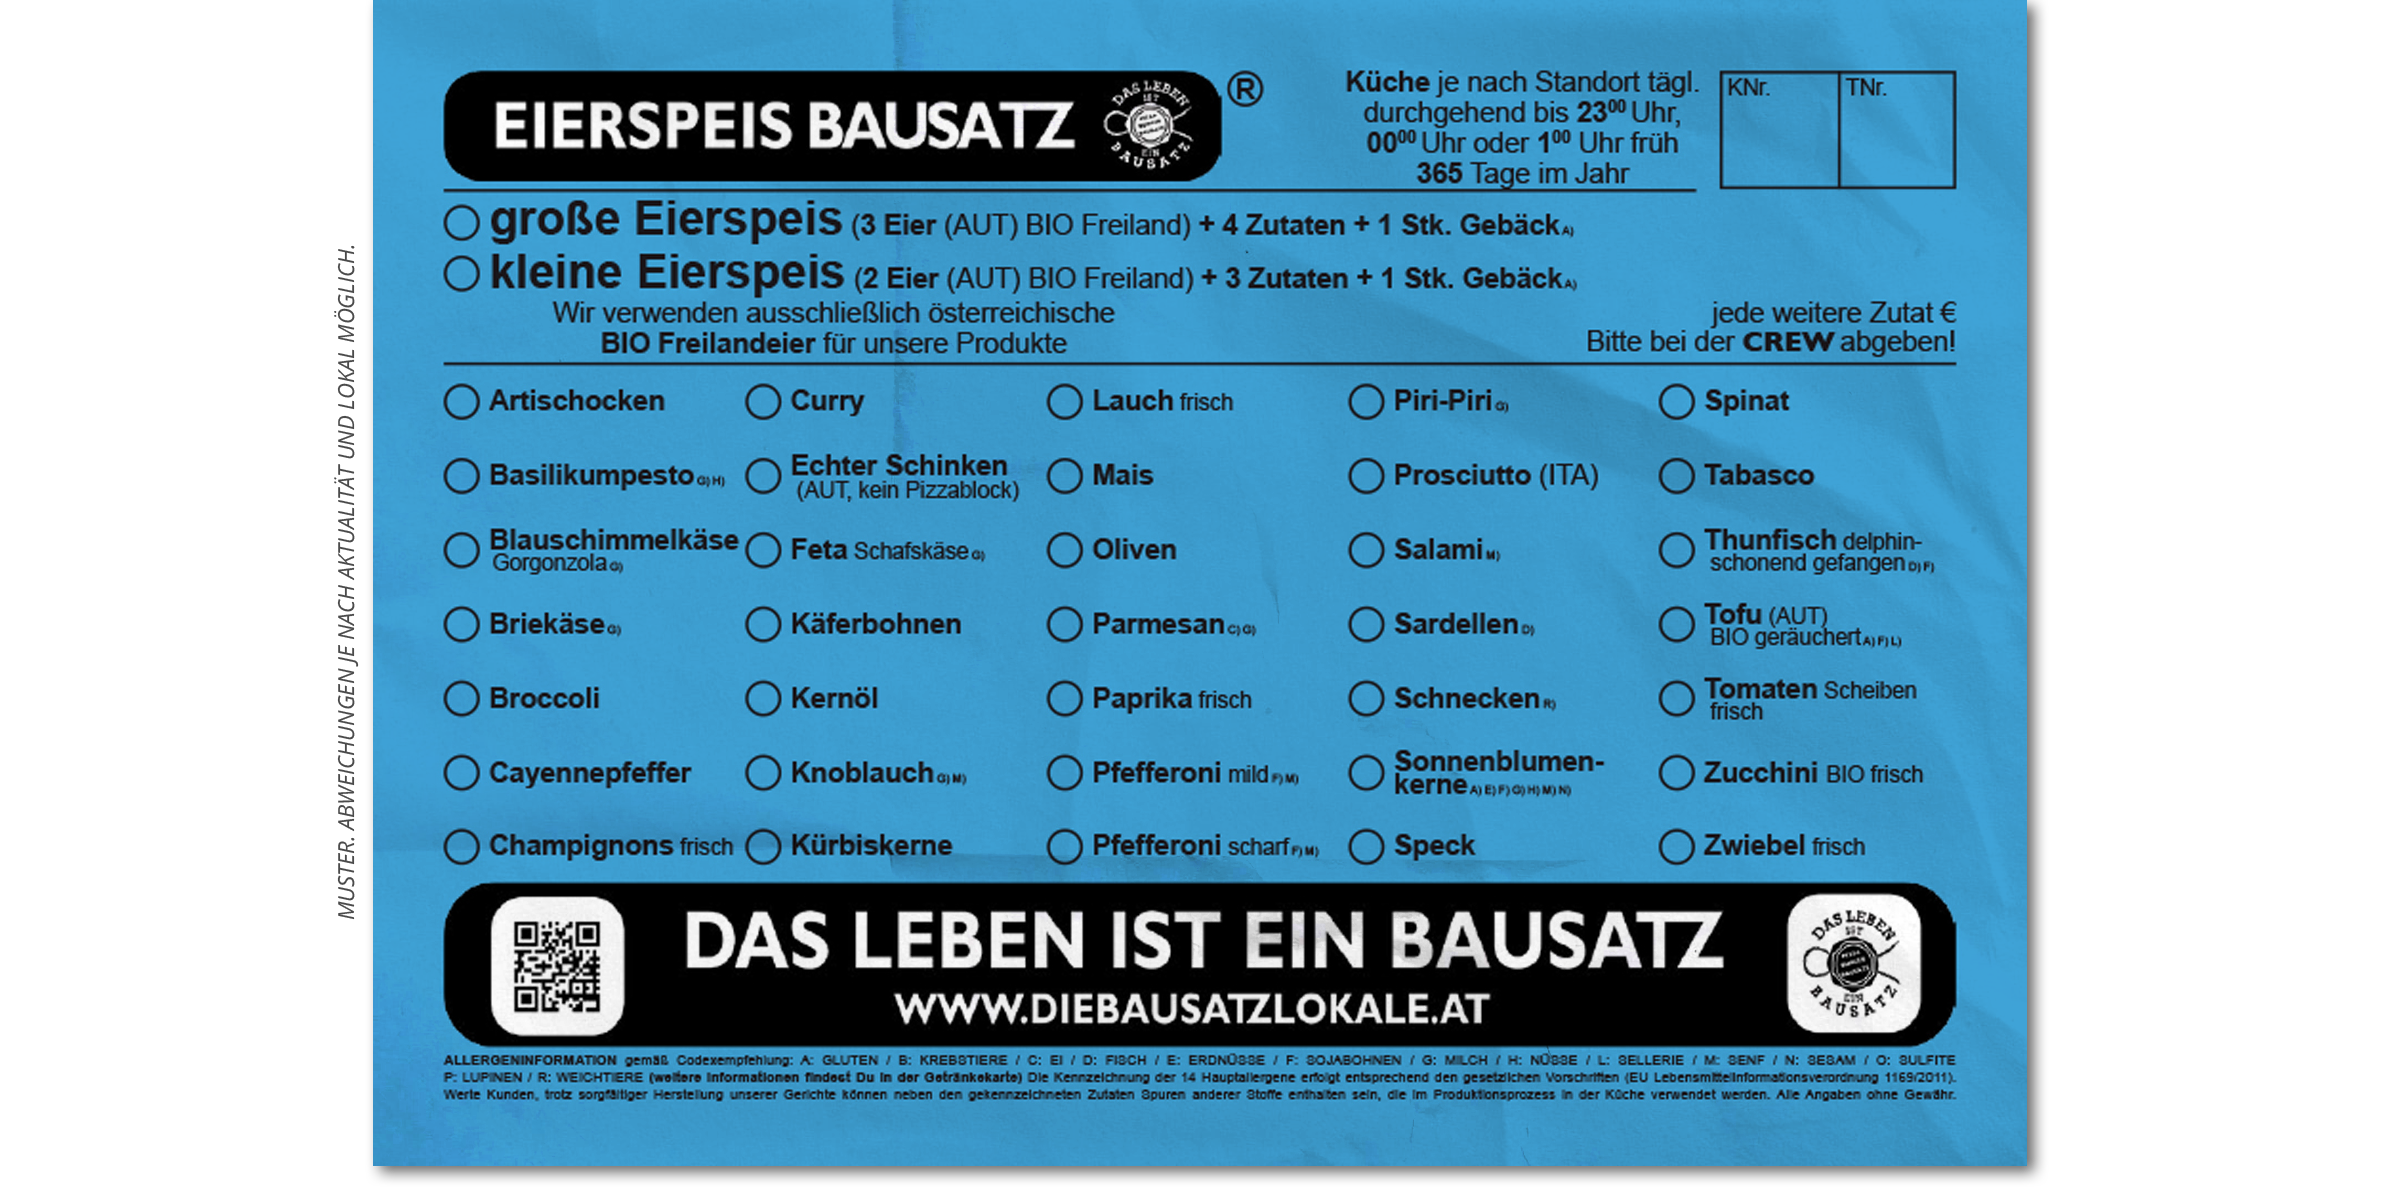 MUSTER. ABWEICHUNGEN JE NACH AKTUALITÄT UND LOKAL MÖGLICH.
EIERSPEIS BAUSATZ
DAS LEBEN
IST
EIN
BAUSATZ
®
Küche je nach Standort tägl.
durchgehend bis 23⁰⁰ Uhr,
00⁰⁰ Uhr oder 1⁰⁰ Uhr früh
365 Tage im Jahr
KNr.
TNr.
große Eierspeis (3 Eier (AUT) BIO Freiland) + 4 Zutaten + 1 Stk. Gebäck A)
kleine Eierspeis (2 Eier (AUT) BIO Freiland) + 3 Zutaten + 1 Stk. Gebäck A)
Wir verwenden ausschließlich österreichische
BIO Freilandeier für unsere Produkte
jede weitere Zutat €
Bitte bei der CREW abgeben!
Artischocken
Basilikumpesto G) H)
Blauschimmelkäse
Gorgonzola G)
Briekäse G)
Broccoli
Cayennepfeffer
Champignons frisch
Curry
Echter Schinken
(AUT, kein Pizzablock)
Feta Schafskäse G)
Käferbohnen
Kernöl
Knoblauch G) M)
Kürbiskerne
Lauch frisch
Mais
Oliven
Parmesan C) G)
Paprika frisch
Pfefferoni mild F) M)
Pfefferoni scharf F) M)
Piri-Piri G)
Prosciutto (ITA)
Salami M)
Sardellen D)
Schnecken R)
Sonnenblumen-
kerne A) E) F) G) H) M) N)
Speck
Spinat
Tabasco
Thunfisch delphin-
schonend gefangen D) F)
Tofu (AUT)
BIO geräuchert A) F) L)
Tomaten Scheiben
frisch
Zucchini BIO frisch
Zwiebel frisch
DAS LEBEN IST EIN BAUSATZ
WWW.DIEBAUSATZLOKALE.AT
DAS LEBEN
IST
EIN
BAUSATZ
ALLERGENINFORMATION gemäß Codexempfehlung: A: GLUTEN / B: KREBSTIERE / C: EI / D: FISCH / E: ERDNÜSSE / F: SOJABOHNEN / G: MILCH / H: NÜSSE / L: SELLERIE / M: SENF / N: SESAM / O: SULFITE
P: LUPINEN / R: WEICHTIERE (weitere Informationen findest Du in der Getränkekarte) Die Kennzeichnung der 14 Hauptallergene erfolgt entsprechend den gesetzlichen Vorschriften (EU Lebensmittelinformationsverordnung 1169/2011).
Werte Kunden, trotz sorgfältiger Herstellung unserer Gerichte können neben den gekennzeichneten Zutaten Spuren anderer Stoffe enthalten sein, die im Produktionsprozess in der Küche verwendet werden. Alle Angaben ohne Gewähr.